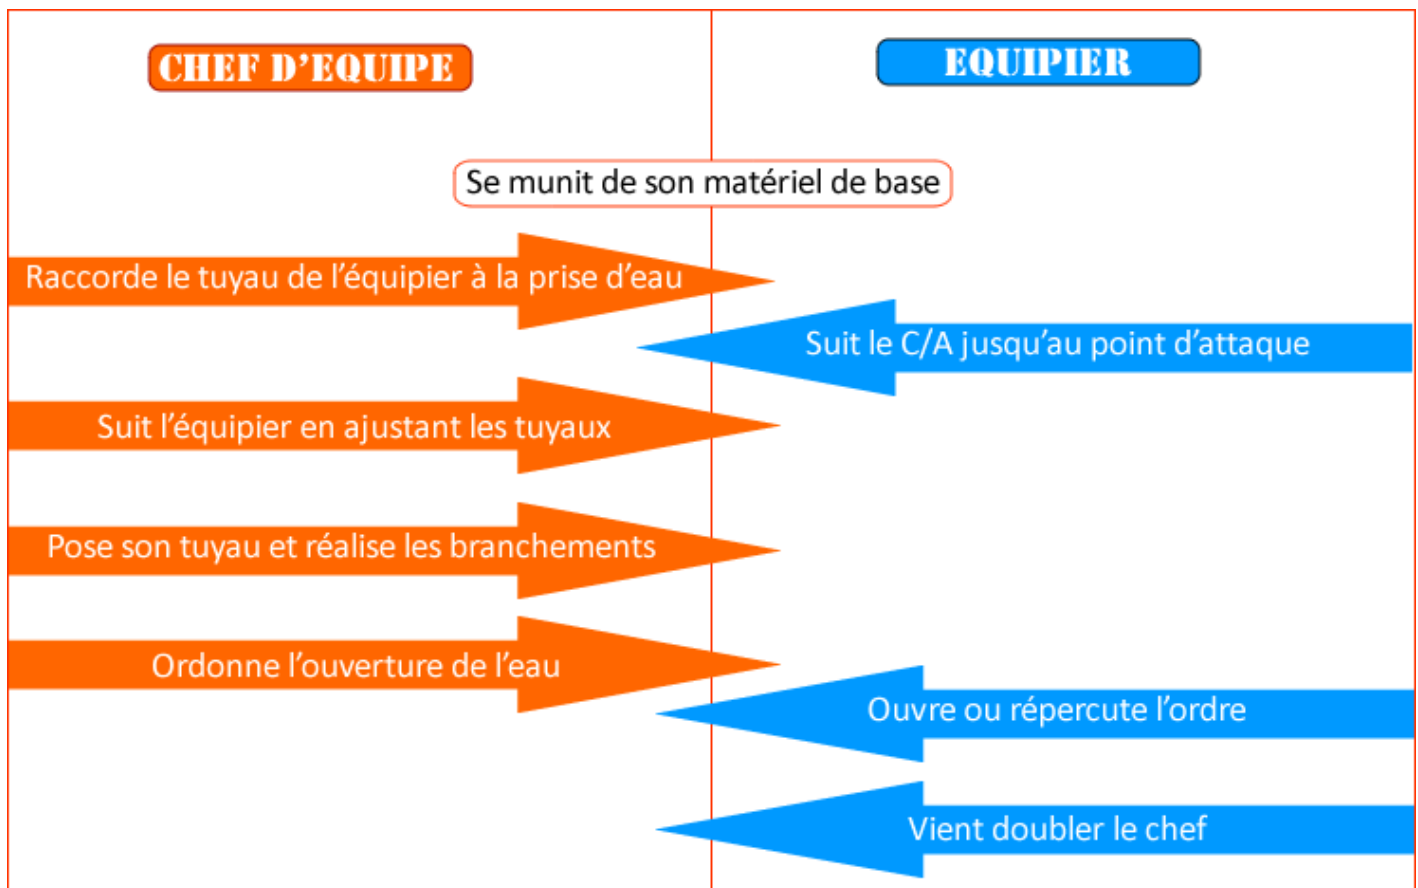 CHEF D’EQUIPE
EQUIPIER
Se munit de son matériel de base
Raccorde le tuyau de l’équipier à la prise d’eau
Suit le C/A jusqu’au point d’attaque
Suit l’équipier en ajustant les tuyaux
Pose son tuyau et réalise les branchements
Ordonne l’ouverture de l’eau
Ouvre ou répercute l’ordre
Vient doubler le chef